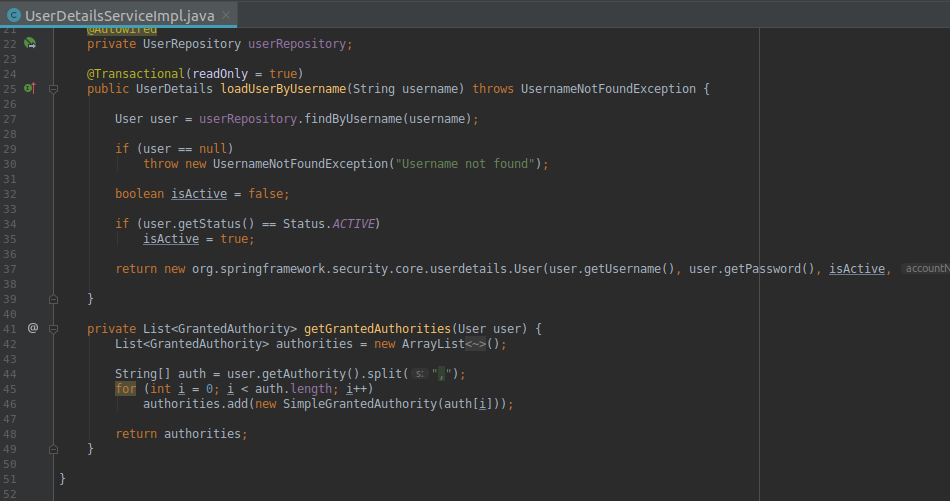 UserDetailsServiceImpl.java
21 @Autowired
22 private UserRepository userRepository;
23
24 @Transactional(readOnly = true)
25 public UserDetails loadUserByUsername(String username) throws UsernameNotFoundException {
26
27 User user = userRepository.findByUsername(username);
28
29 if (user == null)
30 throw new UsernameNotFoundException("Username not found");
31
32 boolean isActive = false;
33
34 if (user.getStatus() == Status.ACTIVE)
35 isActive = true;
36
37 return new org.springframework.security.core.userdetails.User(user.getUsername(), user.getPassword(), isActive, accountN
38
39 }
40
41 @ private List<GrantedAuthority> getGrantedAuthorities(User user) {
42 List<GrantedAuthority> authorities = new ArrayList<~>();
43
44 String[] auth = user.getAuthority().split( s: ",");
45 for (int i = 0; i < auth.length; i++)
46 authorities.add(new SimpleGrantedAuthority(auth[i]));
47
48 return authorities;
49 }
50
51 }
52